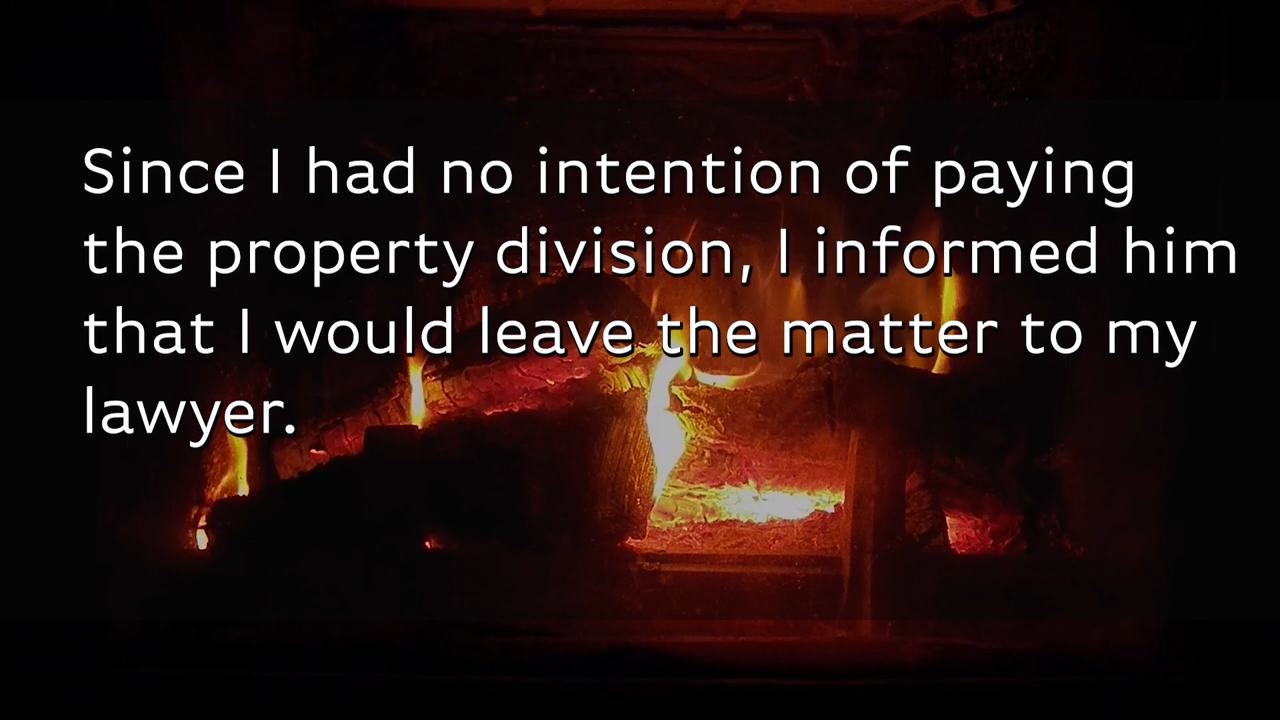 Since I had no intention of paying
the property division, I informed him
that I would leave the matter to my
lawyer.